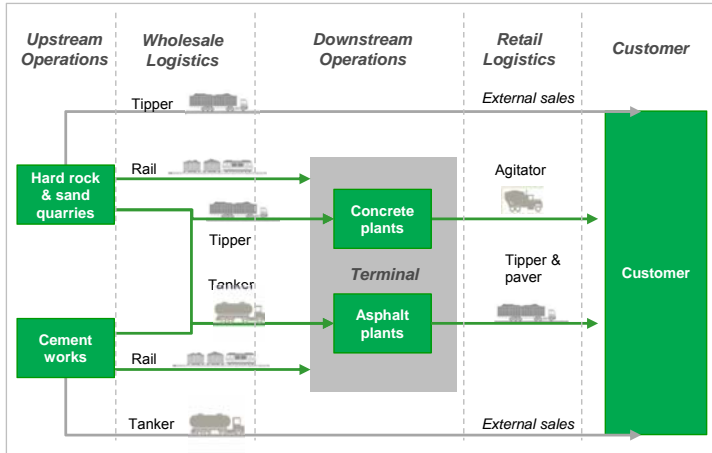 Upstream
Operations
Wholesale
Logistics
Downstream
Operations
Retail
Logistics
Customer
Tipper
External sales
Rail
Hard rock
& sand
quarries
Agitator
Concrete
plants
Tipper
Terminal
Tipper &
paver
Customer
Tanker
Asphalt
plants
Cement
works
Rail
Tanker
External sales